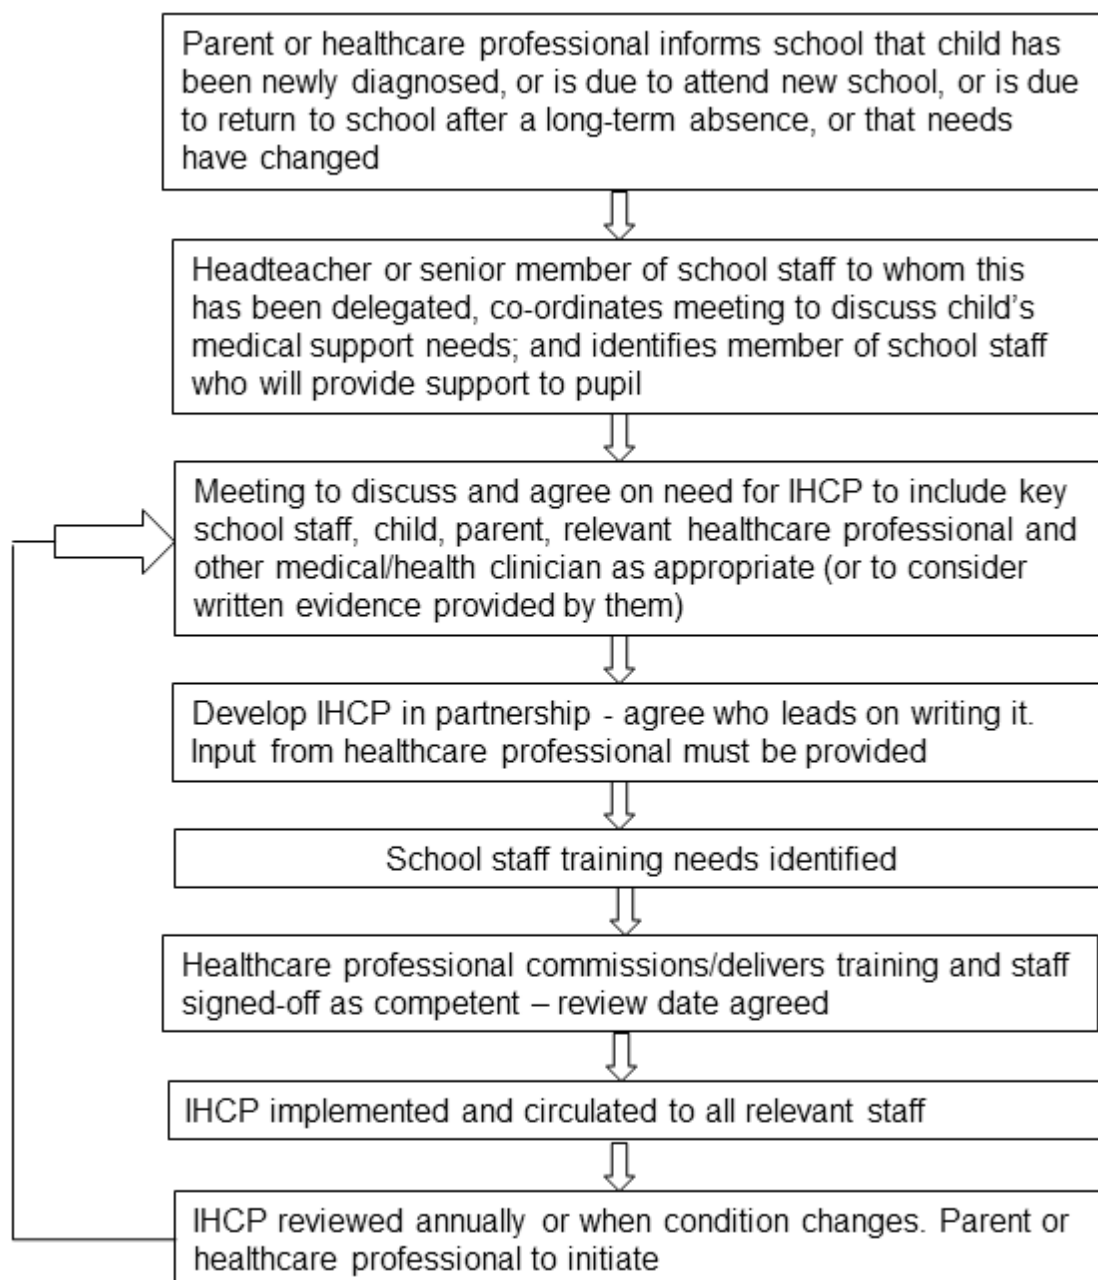 Parent or healthcare professional informs school that child has
been newly diagnosed, or is due to attend new school, or is due
to return to school after a long-term absence, or that needs
have changed
Headteacher or senior member of school staff to whom this
has been delegated, co-ordinates meeting to discuss child's
medical support needs; and identifies member of school staff
who will provide support to pupil
Meeting to discuss and agree on need for IHCP to include key
school staff, child, parent, relevant healthcare professional and
other medical/health clinician as appropriate (or to consider
written evidence provided by them)
Develop IHCP in partnership - agree who leads on writing it.
Input from healthcare professional must be provided
School staff training needs identified
Healthcare professional commissions/delivers training and staff
signed-off as competent – review date agreed
IHCP implemented and circulated to all relevant staff
IHCP reviewed annually or when condition changes. Parent or
healthcare professional to initiate